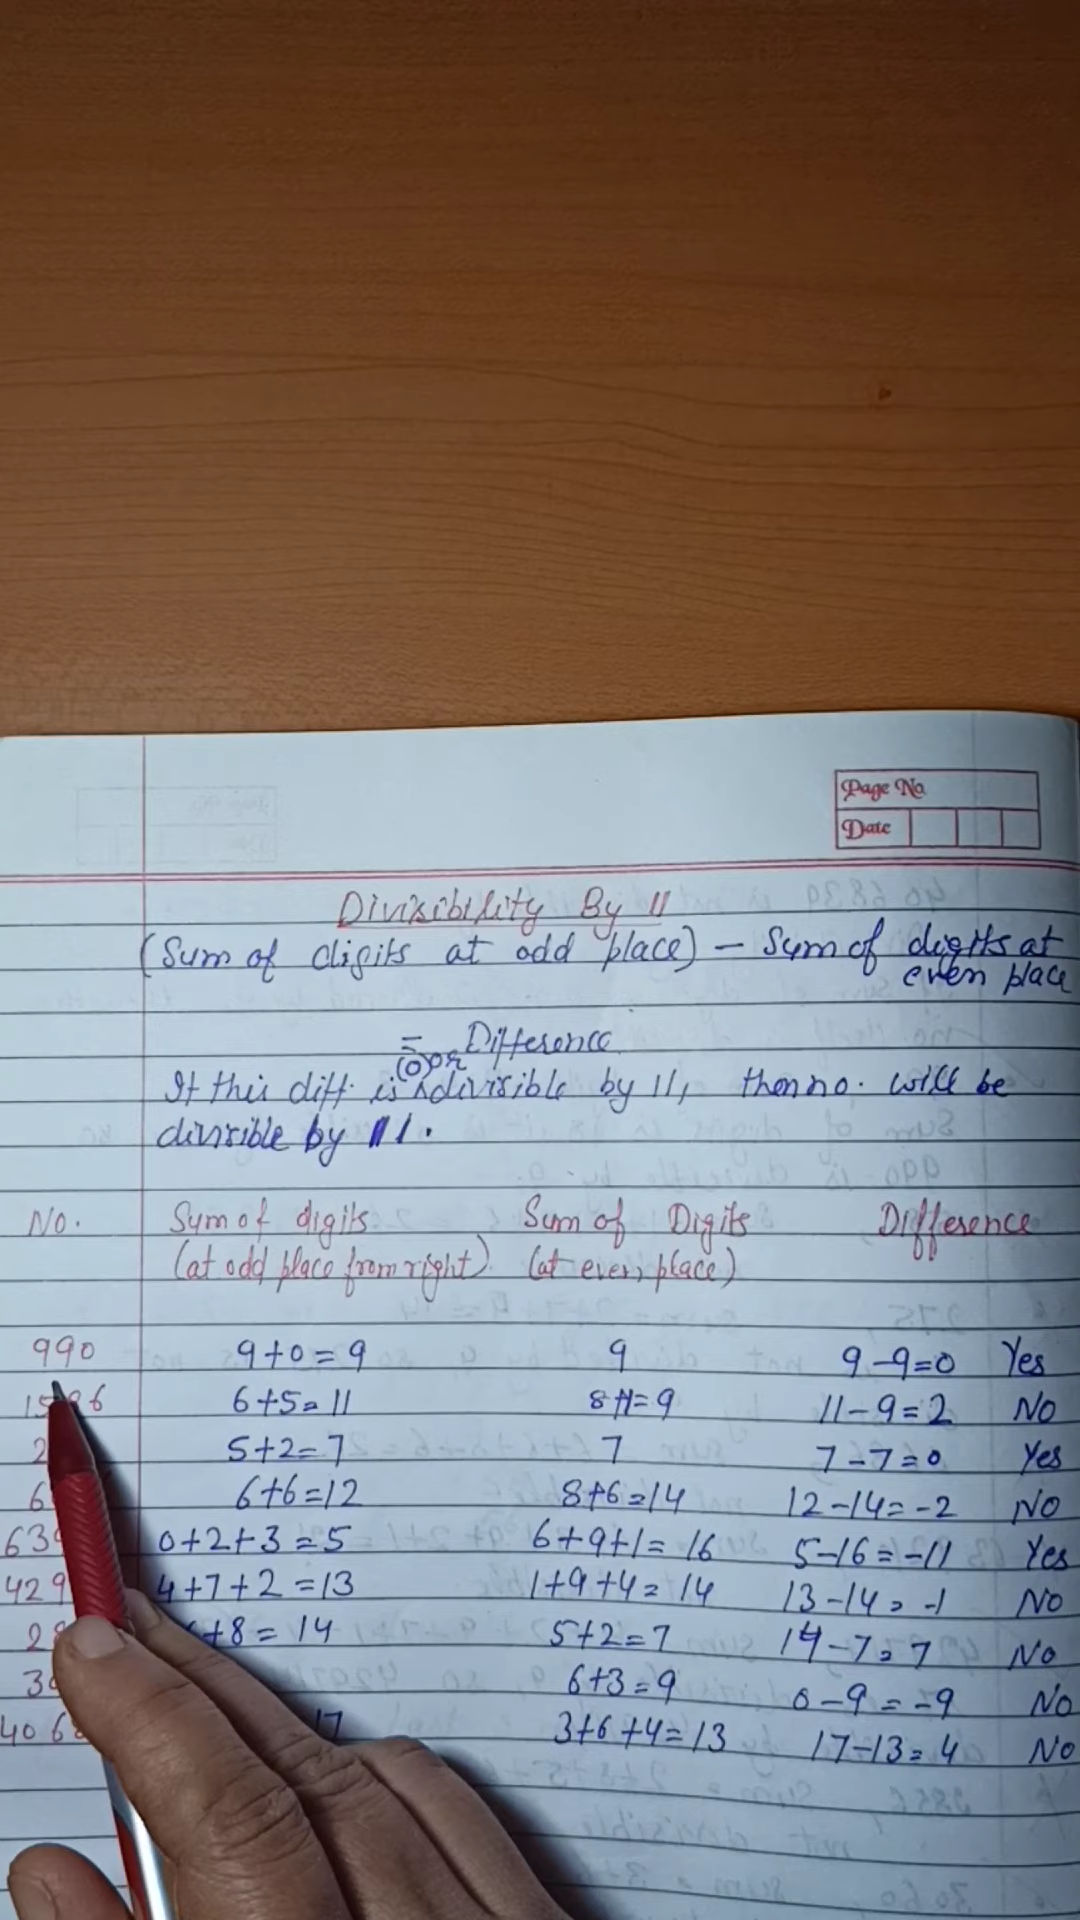 Page No.
Date
Divisibility By 11
(Sum of digits at odd place) – Sum of digits at even place
= Difference
If this diff. is (0) or divisible by 11, then no. will be
divisible by 11.
No. Sum of digits (at odd place from right) Sum of Digits (at even place) Difference
990 9+0=9 9 9-9=0 Yes
6+5=11 8+1=9 11-9=2 No
5+2=7 7 7-7=0 Yes
6+6=12 8+6=14 12-14=-2 No
0+2+3=5 6+9+1=16 5-16=-11 Yes
4+7+2=13 1+9+4=14 13-14=-1 No
+8=14 5+2=7 14-7=7 No
6+3=9 0-9=-9 No
17 3+6+4=13 17-13=4 No